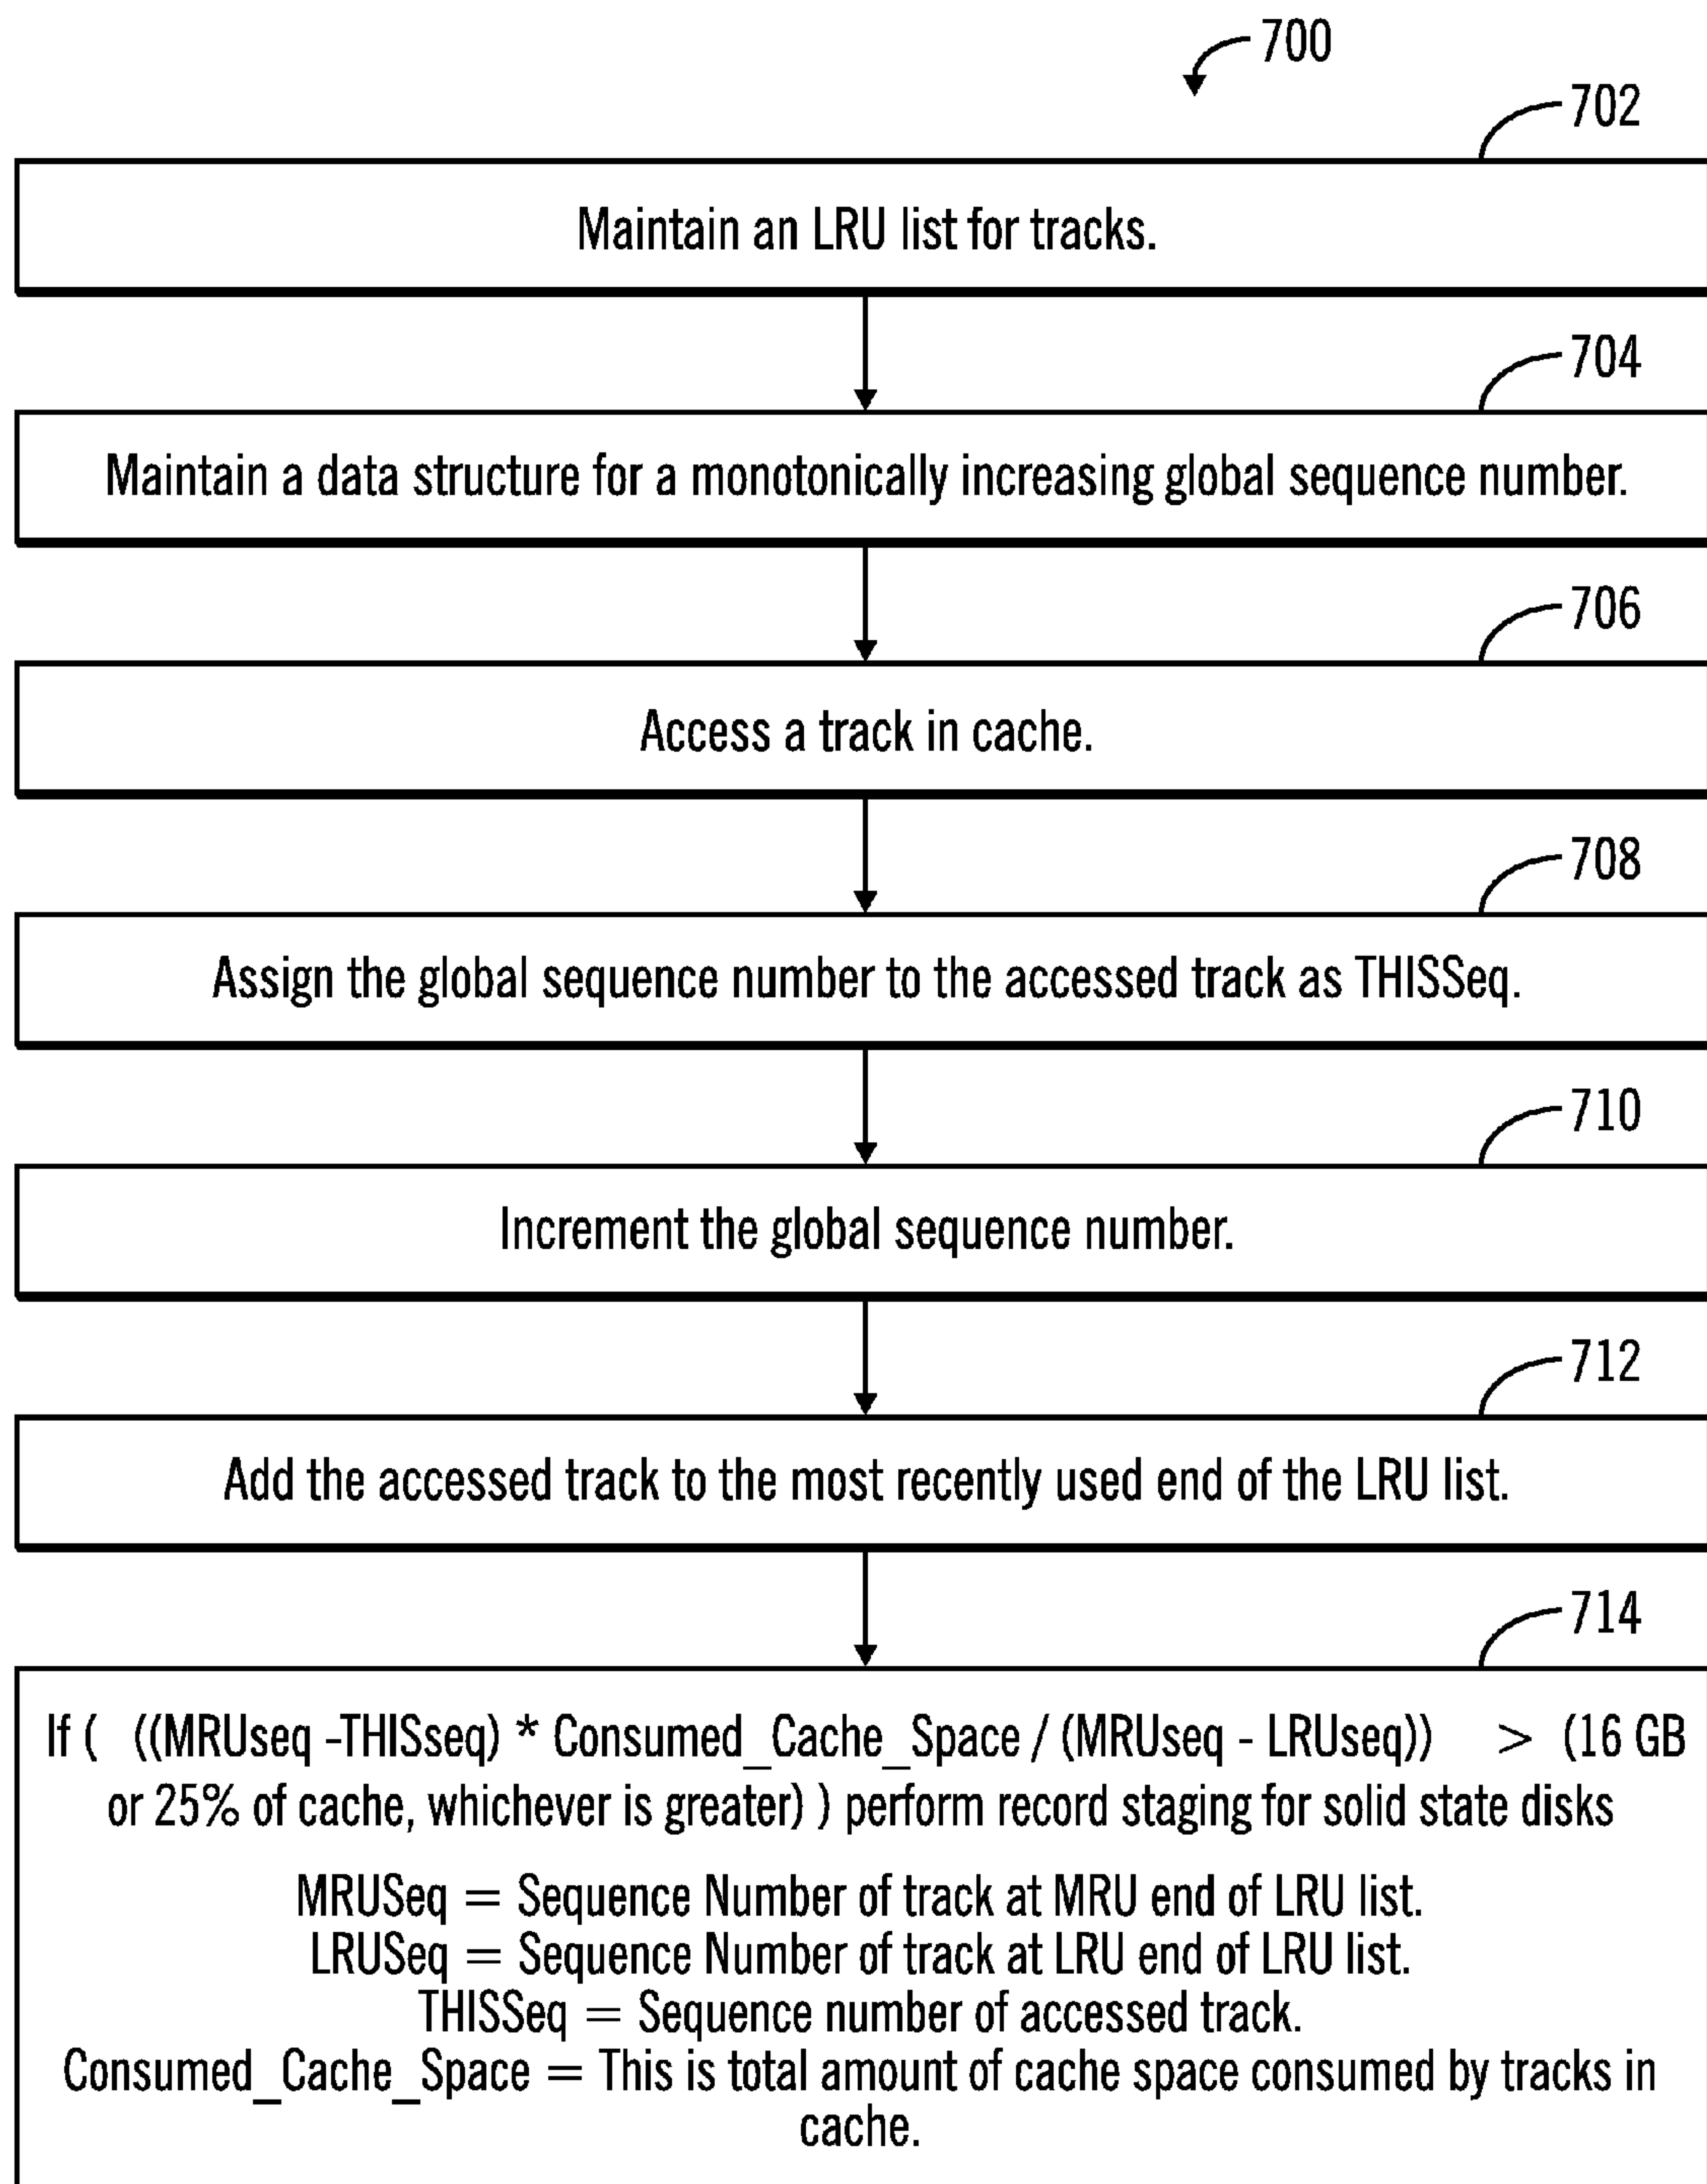 700
702
Maintain an LRU list for tracks.
704
Maintain a data structure for a monotonically increasing global sequence number.
706
Access a track in cache.
708
Assign the global sequence number to the accessed track as THISSeq.
710
Increment the global sequence number.
712
Add the accessed track to the most recently used end of the LRU list.
714
If ( ((MRUseq –THISseq) * Consumed_Cache_Space / (MRUseq - LRUseq)) > (16 GB
or 25% of cache, whichever is greater) ) perform record staging for solid state disks
MRUSeq = Sequence Number of track at MRU end of LRU list.
LRUSeq = Sequence Number of track at LRU end of LRU list.
THISSeq = Sequence number of accessed track.
Consumed_Cache_Space = This is total amount of cache space consumed by tracks in
cache.